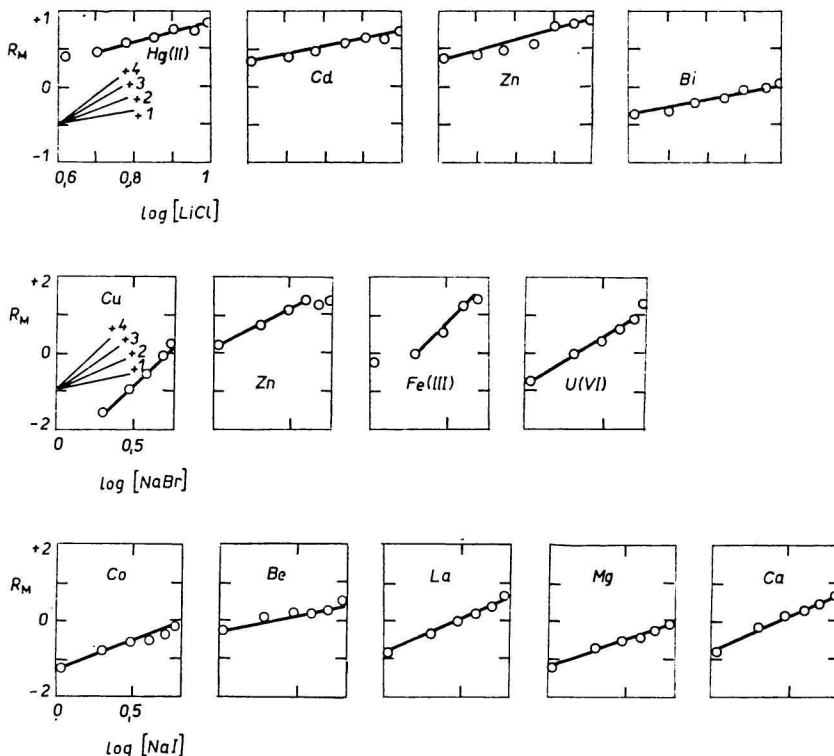 +1
R_M
0
-1
Hg(II)
+4
+3
+2
+1
0,6 0,8 1
log [LiCl]
Cd
Zn
Bi
+2
R_M
0
-2
Cu
+4
+3
+2
+1
0 0,5
log [NaBr]
Zn
Fe(III)
U(VI)
+2
R_M
0
-2
Co
0 0,5
log [NaI]
Be
La
Mg
Ca